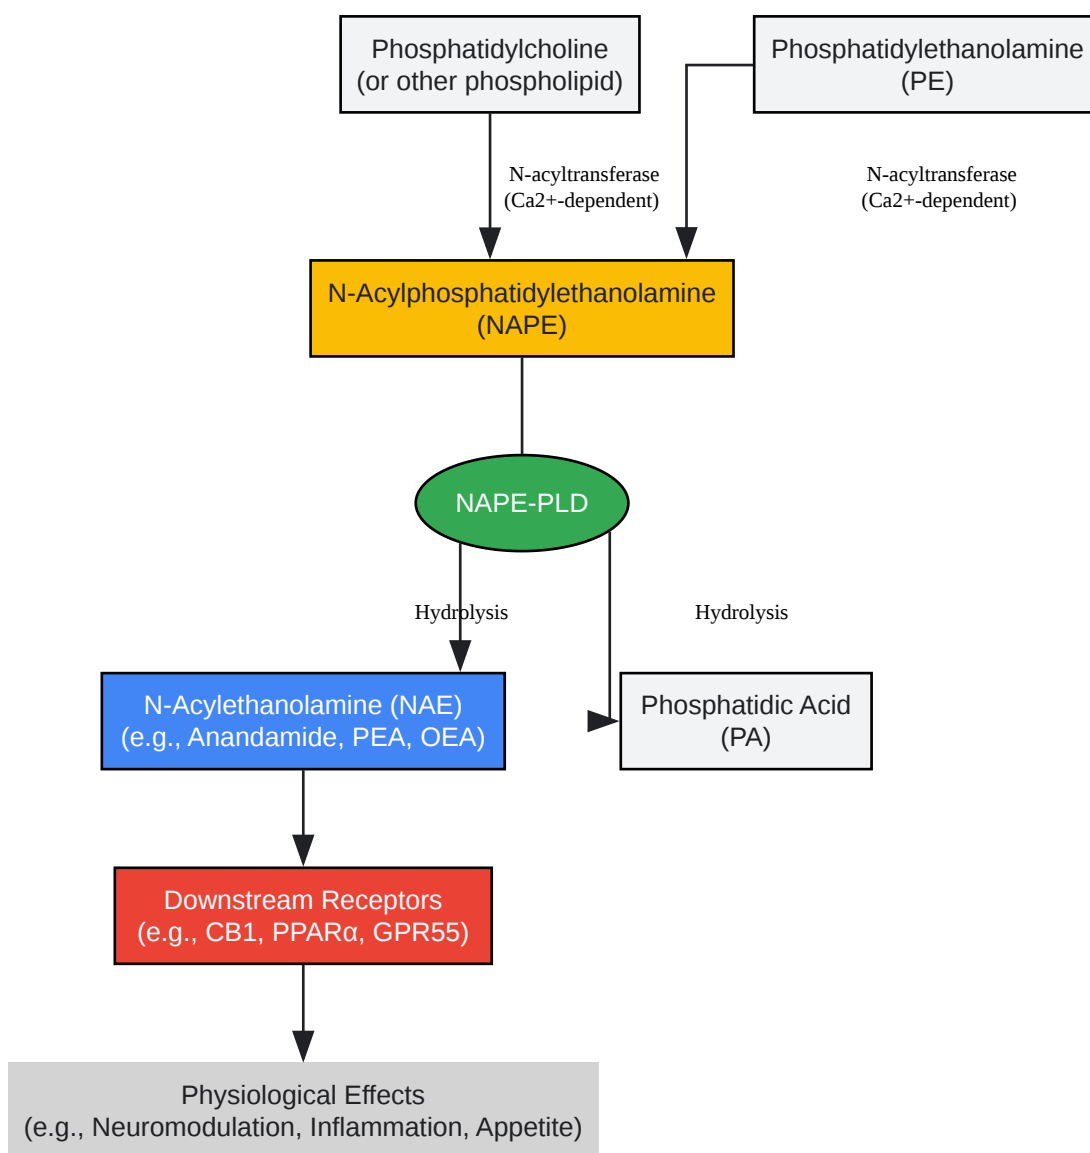 Phosphatidylcholine
(or other phospholipid)
Phosphatidylethanolamine
(PE)
N-acyltransferase
(Ca2+-dependent)
N-acyltransferase
(Ca2+-dependent)
N-Acylphosphatidylethanolamine
(NAPE)
NAPE-PLD
Hydrolysis
Hydrolysis
N-Acylethanolamine (NAE)
(e.g., Anandamide, PEA, OEA)
Phosphatidic Acid
(PA)
Downstream Receptors
(e.g., CB1, PPARα, GPR55)
Physiological Effects
(e.g., Neuromodulation, Inflammation, Appetite)